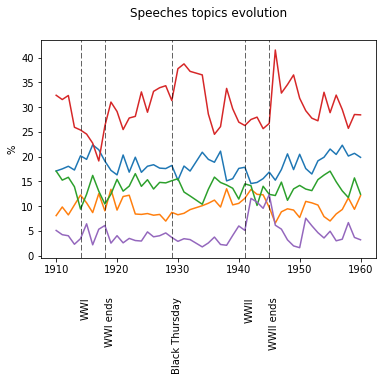 Speeches topics evolution
%
40
35
30
25
20
15
10
5
0
1910
1920
1930
1940
1950
1960
WWI
WWI ends
Black Thursday
WWII
WWII ends